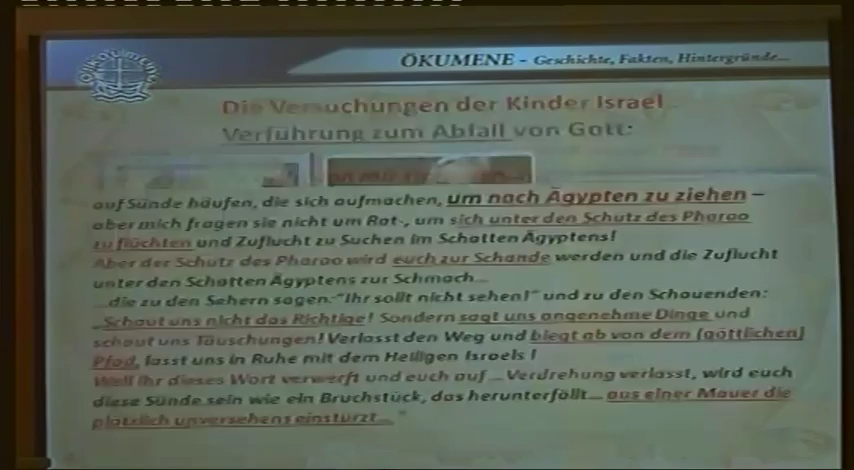 Ökumene
ÖKUMENE – Geschichte, Fakten, Hintergründe...
Die Versuchungen der Kinder Israel
Verführung zum Abfall von Gott:
auf Sünde häufen, die sich aufmachen, um nach Ägypten zu ziehen –
aber mich fragen sie nicht um Rat-, um sich unter den Schutz des Pharao
zu flüchten und Zuflucht zu Suchen im Schatten Ägyptens!
Aber der Schutz des Pharao wird euch zur Schande werden und die Zuflucht
unter den Schatten Ägyptens zur Schmach...
...die zu den Sehern sagen: "Ihr sollt nicht sehen!" und zu den Schauenden:
„Schaut uns nicht das Richtige! Sondern sagt uns angenehme Dinge und
schaut uns Täuschungen! Verlasst den Weg und biegt ab von dem (göttlichen)
Pfad, lasst uns in Ruhe mit dem Heiligen Israels !
Weil ihr dieses Wort verwerft und euch auf ... Verdrehung verlasst, wird euch
diese Sünde sein wie ein Bruchstück, das herunterfällt... aus einer Mauer die
plötzlich unversehens einstürzt..."